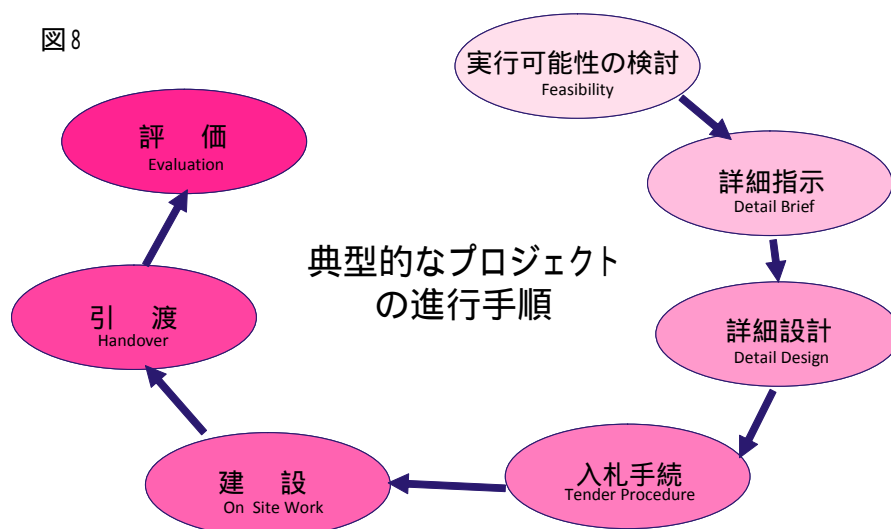 図8
実行可能性の検討
Feasibility
詳細指示
Detail Brief
詳細設計
Detail Design
入札手続
Tender Procedure
建　設
On Site Work
引　渡
Handover
評　価
Evaluation
典型的なプロジェクト
の進行手順